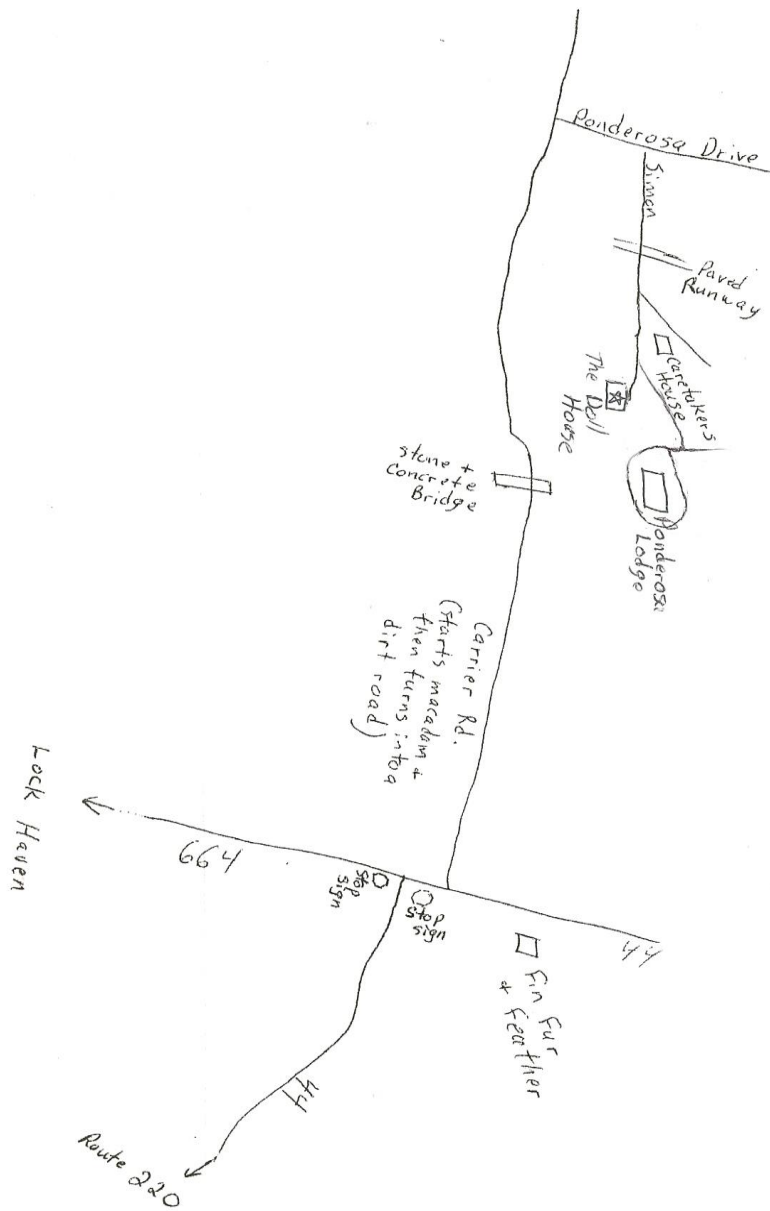 Ponderosa Drive
Simon
Paved
Runway
Caretakers
House
The Doll
House
Ponderosa
Lodge
Stone +
Concrete
Bridge
Carrier Rd.
(Starts macadam +
then turns into a
dirt road)
Lock Haven
664
Stop
sign
Stop
sign
44
Fin Fur
+ Feather
44
Route 220